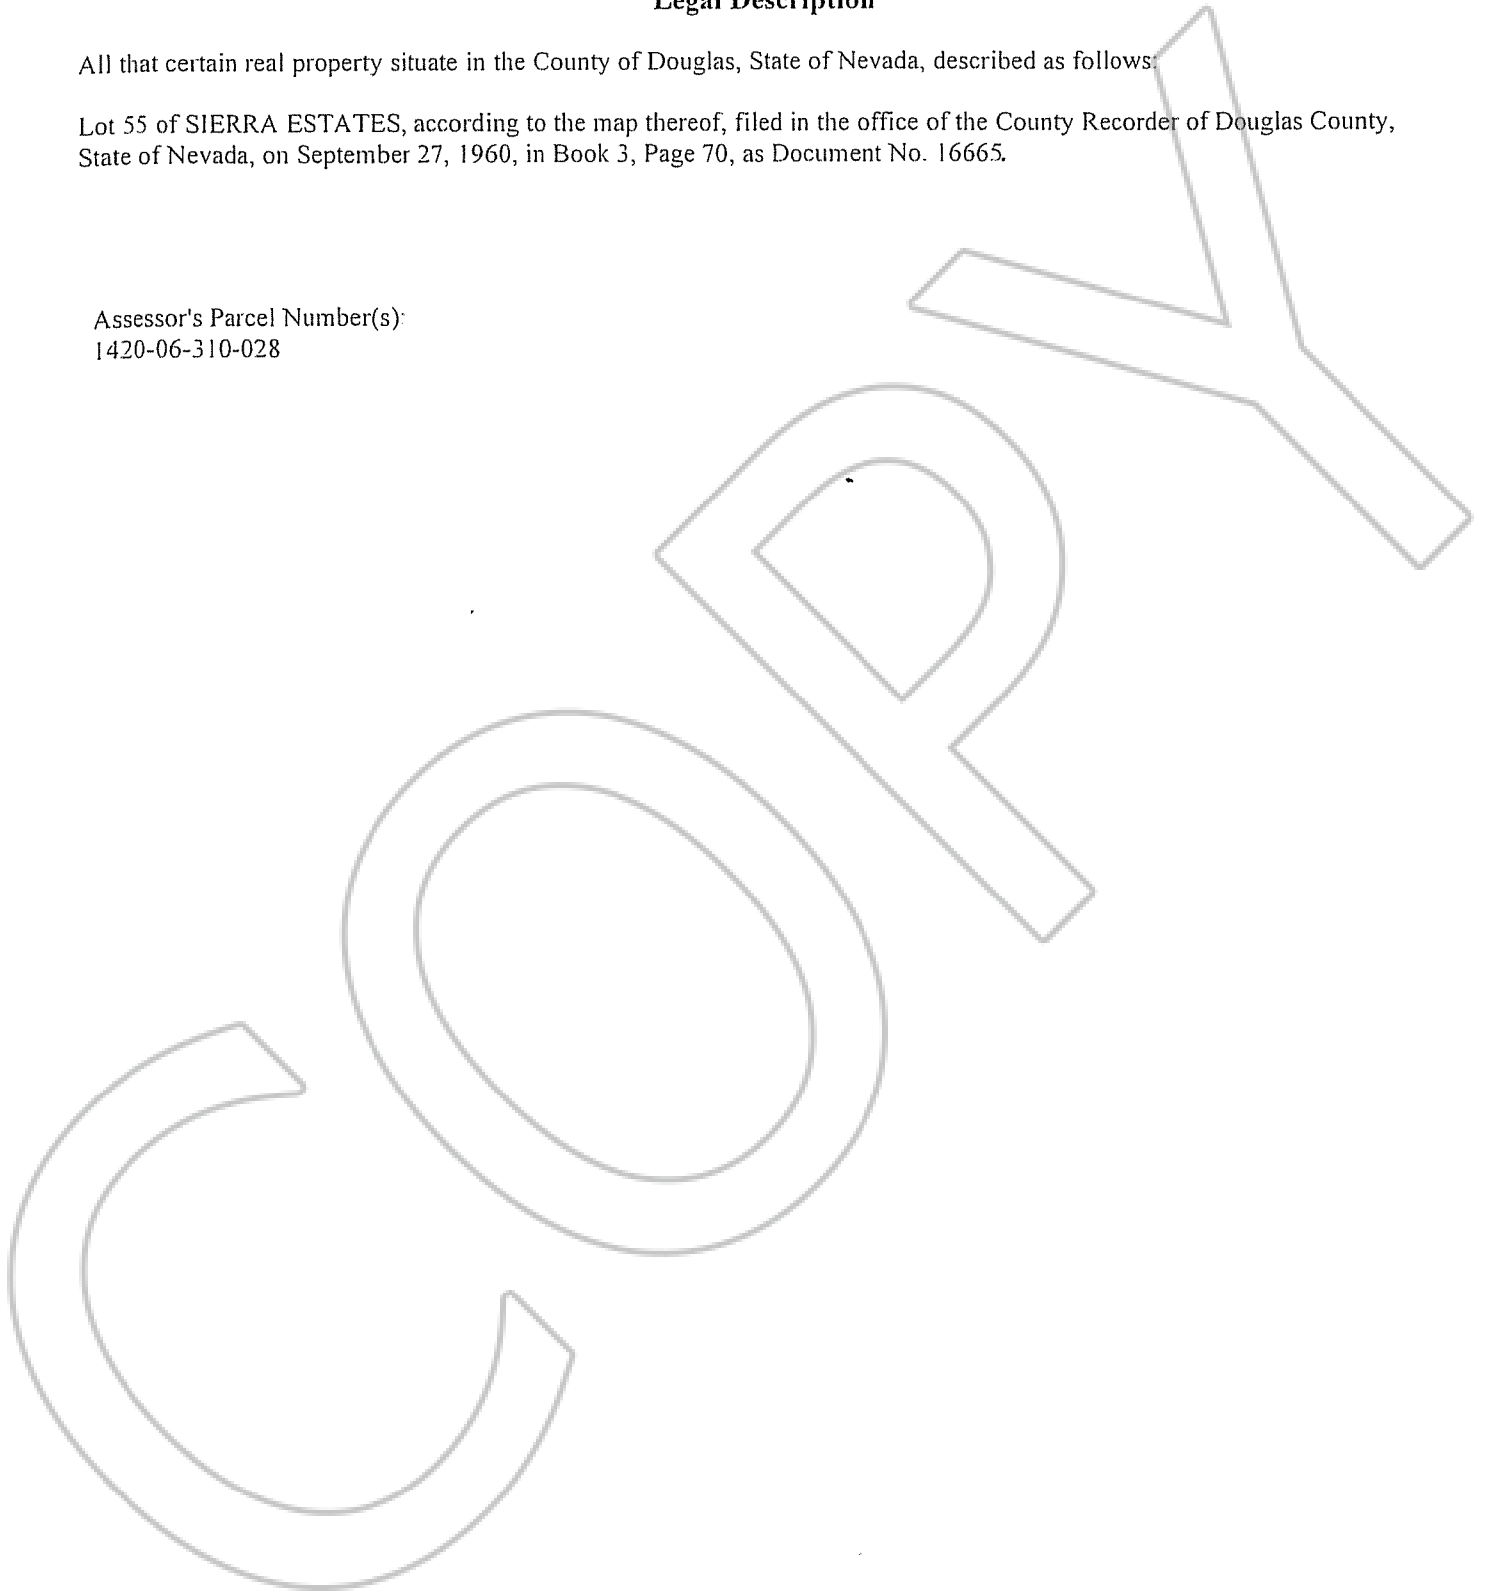 Legal Description
All that certain real property situate in the County of Douglas, State of Nevada, described as follows:
Lot 55 of SIERRA ESTATES, according to the map thereof, filed in the office of the County Recorder of Douglas County,
State of Nevada, on September 27, 1960, in Book 3, Page 70, as Document No. 16665.
Assessor's Parcel Number(s):
1420-06-310-028
COPY